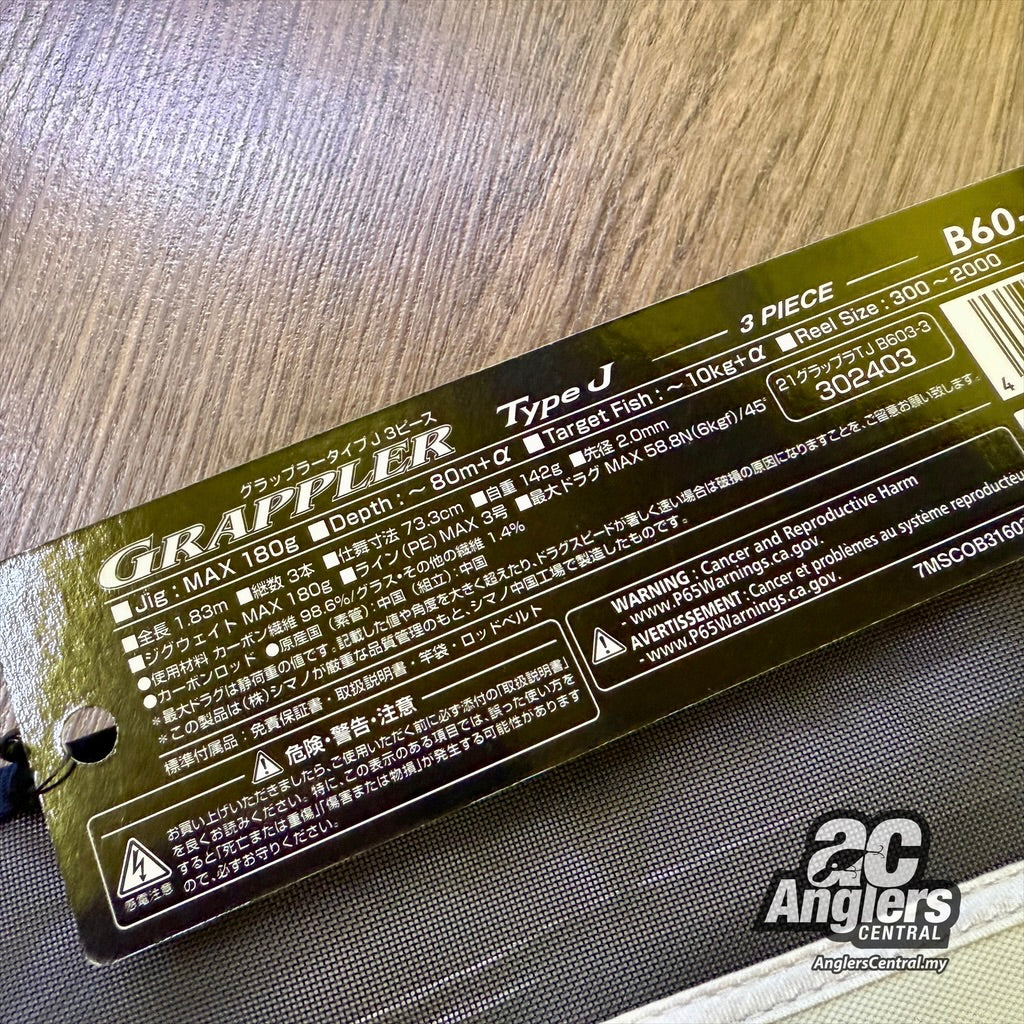 グラップラータイプJ 3ピース
GRAPPLER Type J 3 PIECE B60-
■Jig : MAX 180g ■Depth : ～80m+α ■Target Fish : ～10kg+α ■Reel Size : 300～2000
■全長 1.83m ■継数 3本 ■仕舞寸法 73.3cm ■自重 142g ■先径 2.0mm
■ジグウェイト MAX 180g ■ライン(PE) MAX 3号 ■最大ドラグ MAX 58.8N(6kgf)/45°
21グラップラTJ B603-3
302403
4
●使用材料 カーボン繊維 98.6%/グラス・その他の繊維 1.4%
●カーボンロッド ●原産国 (素管):中国 (組立):中国
*最大ドラグは静荷重の値です。記載した値や角度を大きく超えたり、ドラグスピードが著しく速い場合は破損の原因になりますことを、ご留意お願い致します。
*この製品は(株)シマノが厳重な品質管理のもと、シマノ中国工場で製造したものです。
標準付属品:免責保証書・取扱説明書・竿袋・ロッドベルト
危険・警告・注意
お買い上げいただきましたら、ご使用いただく前に必ず添付の「取扱説明書」
を良くお読みください。特に、この表示のある項目では、誤った使い方を
すると「死亡または重傷」「傷害または物損」が発生する可能性があります
ので、必ずお守りください。
感電注意
WARNING : Cancer and Reproductive Harm
- www.P65Warnings.ca.gov.
AVERTISSEMENT : Cancer et problèmes au système reproducteur
- www.P65Warnings.ca.gov.
7MSCOB3160
ac
Anglers
CENTRAL
AnglersCentral.my